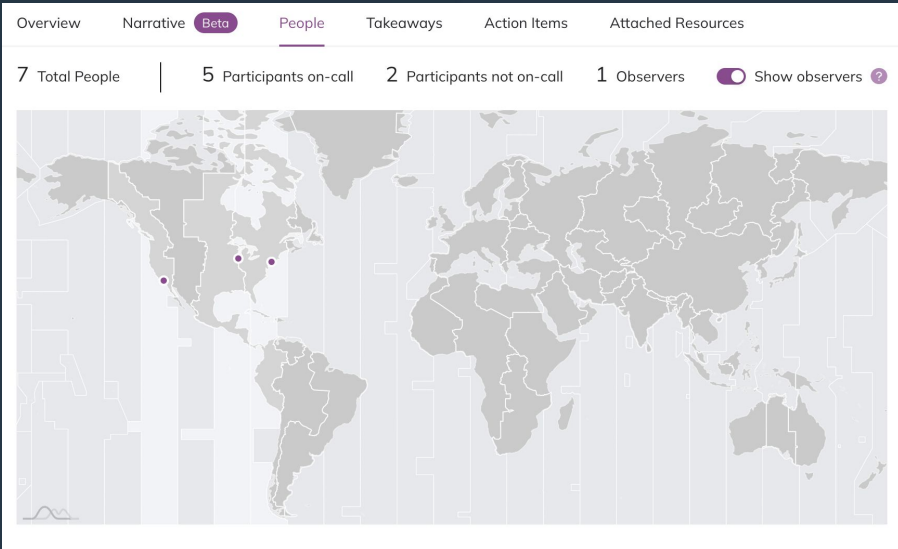 Overview Narrative Beta People Takeaways Action Items Attached Resources
7 Total People 5 Participants on-call 2 Participants not on-call 1 Observers Show observers ?